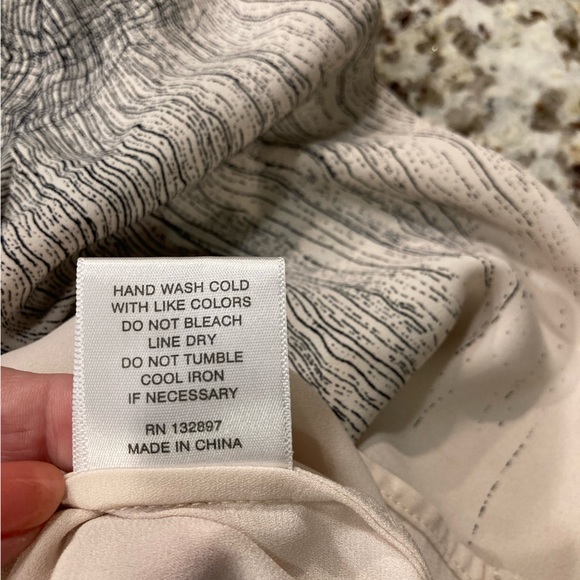 HAND WASH COLD
WITH LIKE COLORS
DO NOT BLEACH
LINE DRY
DO NOT TUMBLE
COOL IRON
IF NECESSARY
RN 132897
MADE IN CHINA